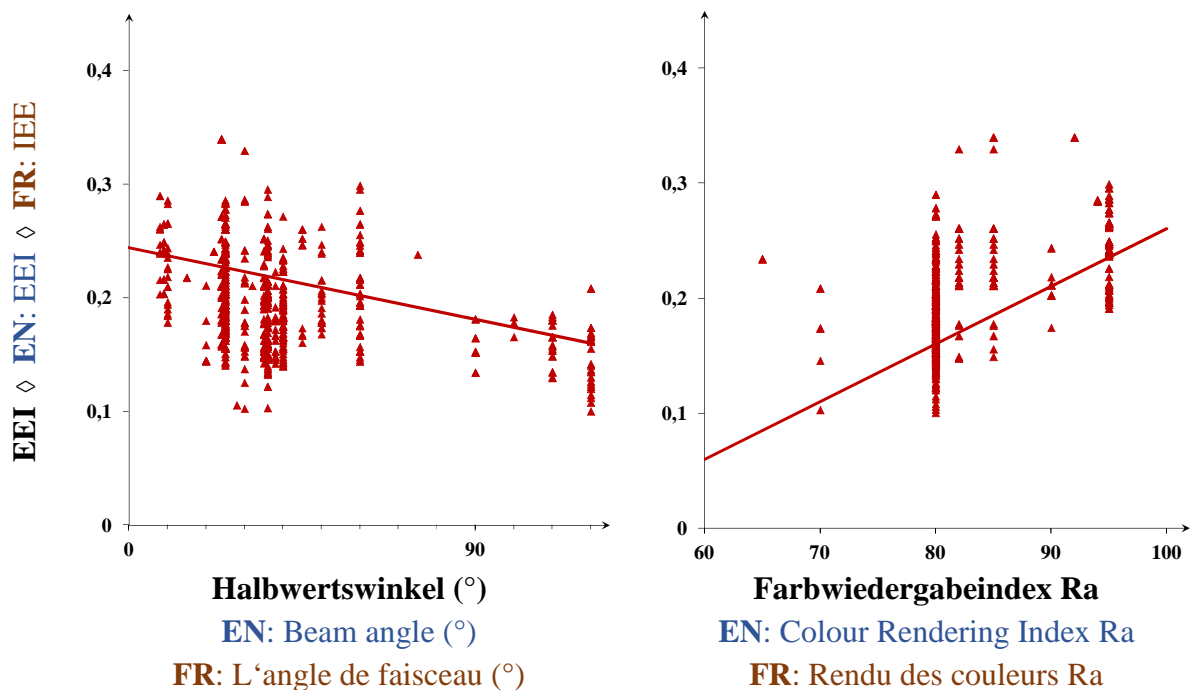 EEI ◊ EN: EEI ◊ FR: IEE
0,4
0,3
0,2
0,1
0
0 90
Halbwertswinkel (°)
EN: Beam angle (°)
FR: L‘angle de faisceau (°)
0,4
0,3
0,2
0,1
0
60 70 80 90 100
Farbwiedergabeindex Ra
EN: Colour Rendering Index Ra
FR: Rendu des couleurs Ra